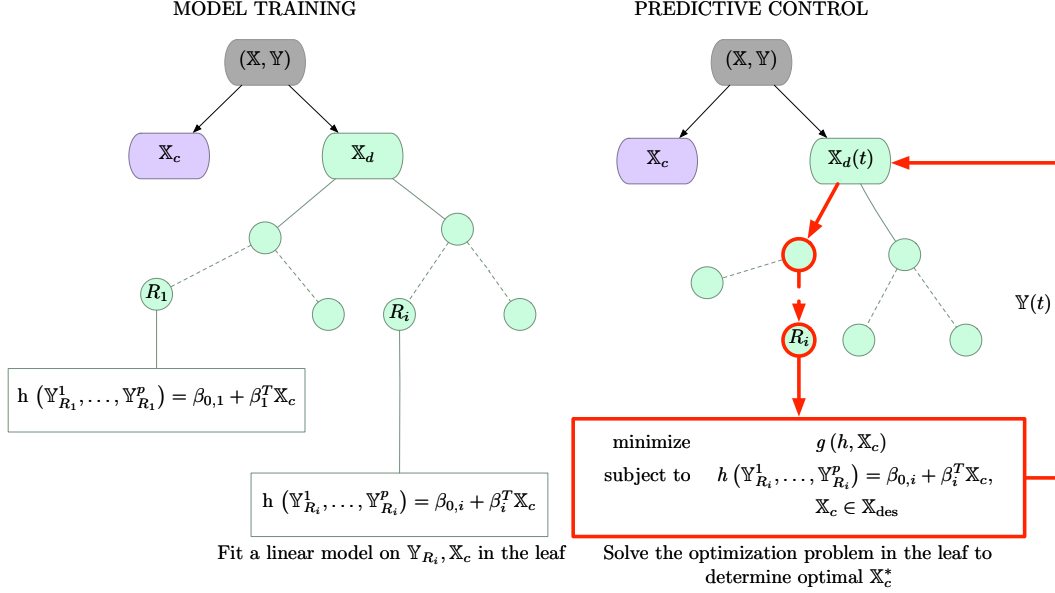 MODEL TRAINING
(𝕏, 𝕐)
𝕏_c
𝕏_d
R_1
R_i
h (𝕐^1_{R_1}, . . . , 𝕐^p_{R_1}) = β_{0,1} + β_1^T 𝕏_c
h (𝕐^1_{R_i}, . . . , 𝕐^p_{R_i}) = β_{0,i} + β_i^T 𝕏_c
Fit a linear model on 𝕐_{R_i}, 𝕏_c in the leaf
PREDICTIVE CONTROL
(𝕏, 𝕐)
𝕏_c
𝕏_d(t)
𝕐(t)
R_i
minimize g (h, 𝕏_c)
subject to h (𝕐^1_{R_i}, . . . , 𝕐^p_{R_i}) = β_{0,i} + β_i^T 𝕏_c,
𝕏_c ∈ 𝕏_des
Solve the optimization problem in the leaf to
determine optimal 𝕏_c^*